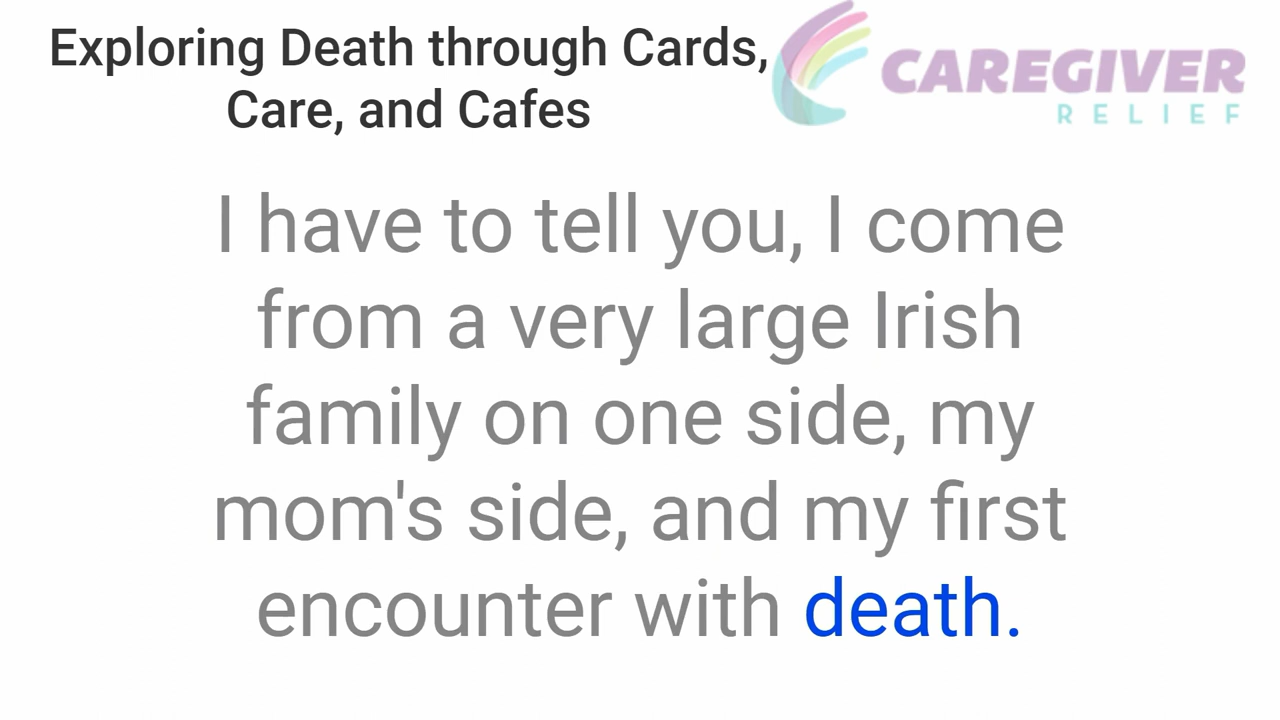 Exploring Death through Cards,
Care, and Cafes
CAREGIVER
RELIEF
I have to tell you, I come
from a very large Irish
family on one side, my
mom's side, and my first
encounter with death.